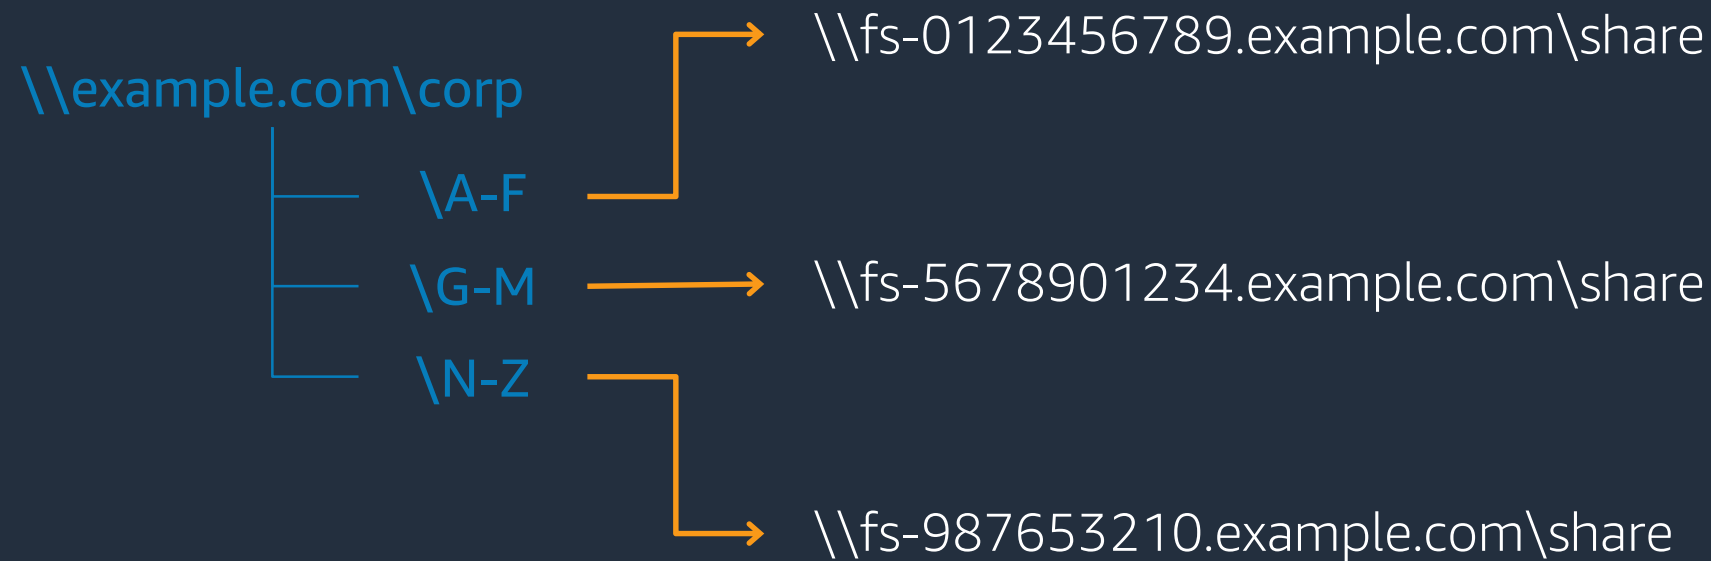 \\example.com\corp
\A-F
\G-M
\N-Z
\\fs-0123456789.example.com\share
\\fs-5678901234.example.com\share
\\fs-987653210.example.com\share